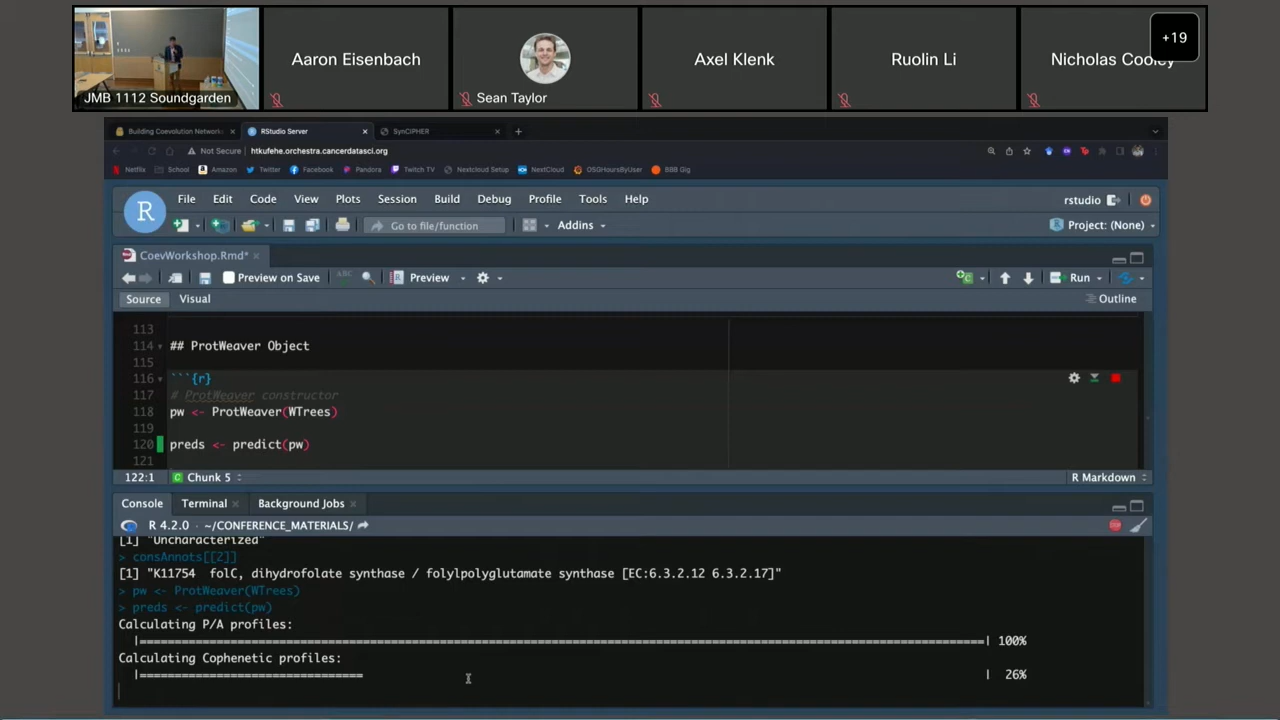 JMB 1112 Soundgarden
Aaron Eisenbach
Sean Taylor
Axel Klenk
Ruolin Li
Nicholas Cooley
+19
Building Coevolution Network
RStudio Server
SynCIPHER
Not Secure | htkufehe.orchestra.cancerdatasci.org
Netflix School Amazon Twitter Facebook Pandora Twitch TV Nextcloud Setup NextCloud OSGHoursByUser BBB Gig
R File Edit Code View Plots Session Build Debug Profile Tools Help rstudio
Go to file/function Addins Project: (None)
CoevWorkshop.Rmd*
Preview on Save ABC Preview Run
Source Visual Outline
113
114 ## ProtWeaver Object
115
116 ```{r}
117 # ProtWeaver constructor
118 pw <- ProtWeaver(WTrees)
119
120 preds <- predict(pw)
121
122:1 C Chunk 5 R Markdown
Console Terminal Background Jobs
R 4.2.0 · ~/CONFERENCE_MATERIALS/
[1] "Uncharacterized"
> consAnnots[[2]]
[1] "K11754 folC, dihydrofolate synthase / folylpolyglutamate synthase [EC:6.3.2.12 6.3.2.17]"
> pw <- ProtWeaver(WTrees)
> preds <- predict(pw)
Calculating P/A profiles:
100%
Calculating Cophenetic profiles:
26%